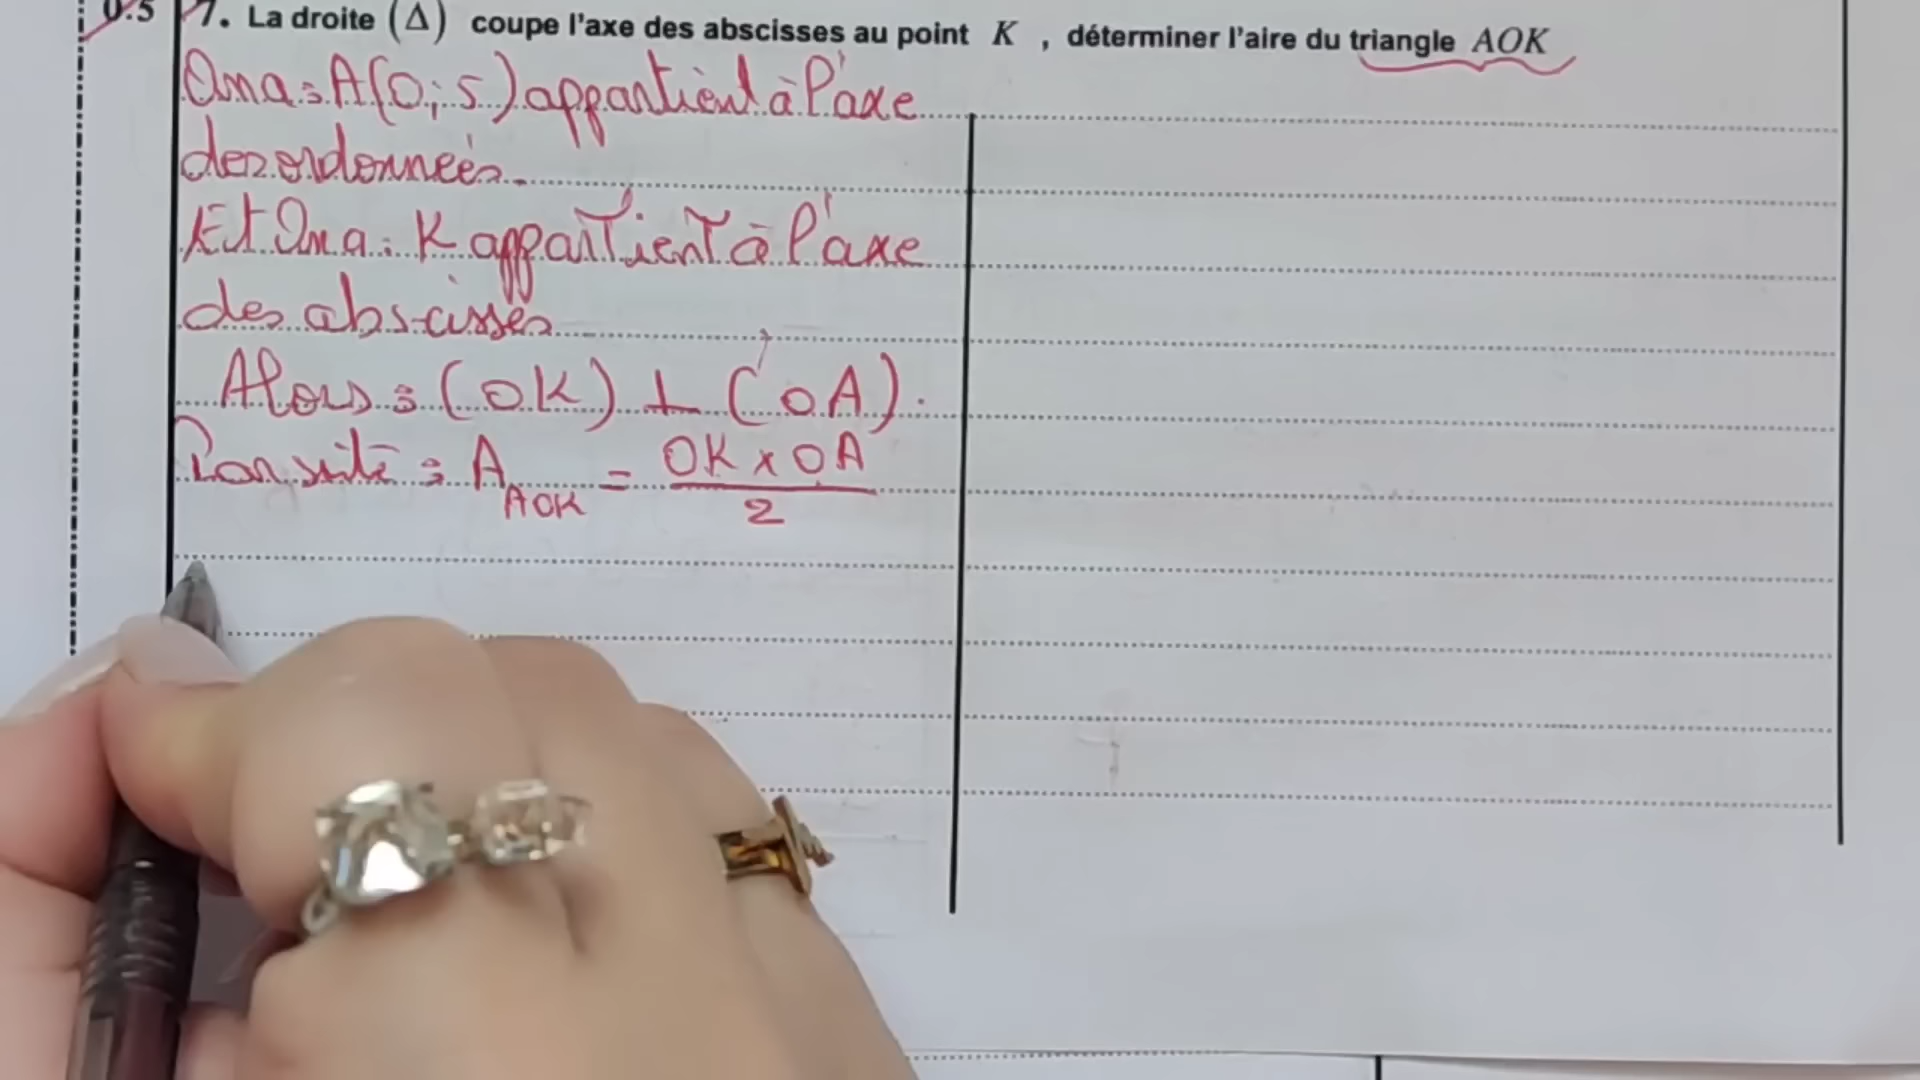 0.5 7. La droite (Δ) coupe l'axe des abscisses au point K , déterminer l'aire du triangle AOK
On a : A(0; 5) appartient à l'axe
des ordonneés.
Et On a : K appartient à l'axe
des abscisses
Alors : (OK) ⊥ (OA).
Par suite : A_AOK = (OK × OA)/2